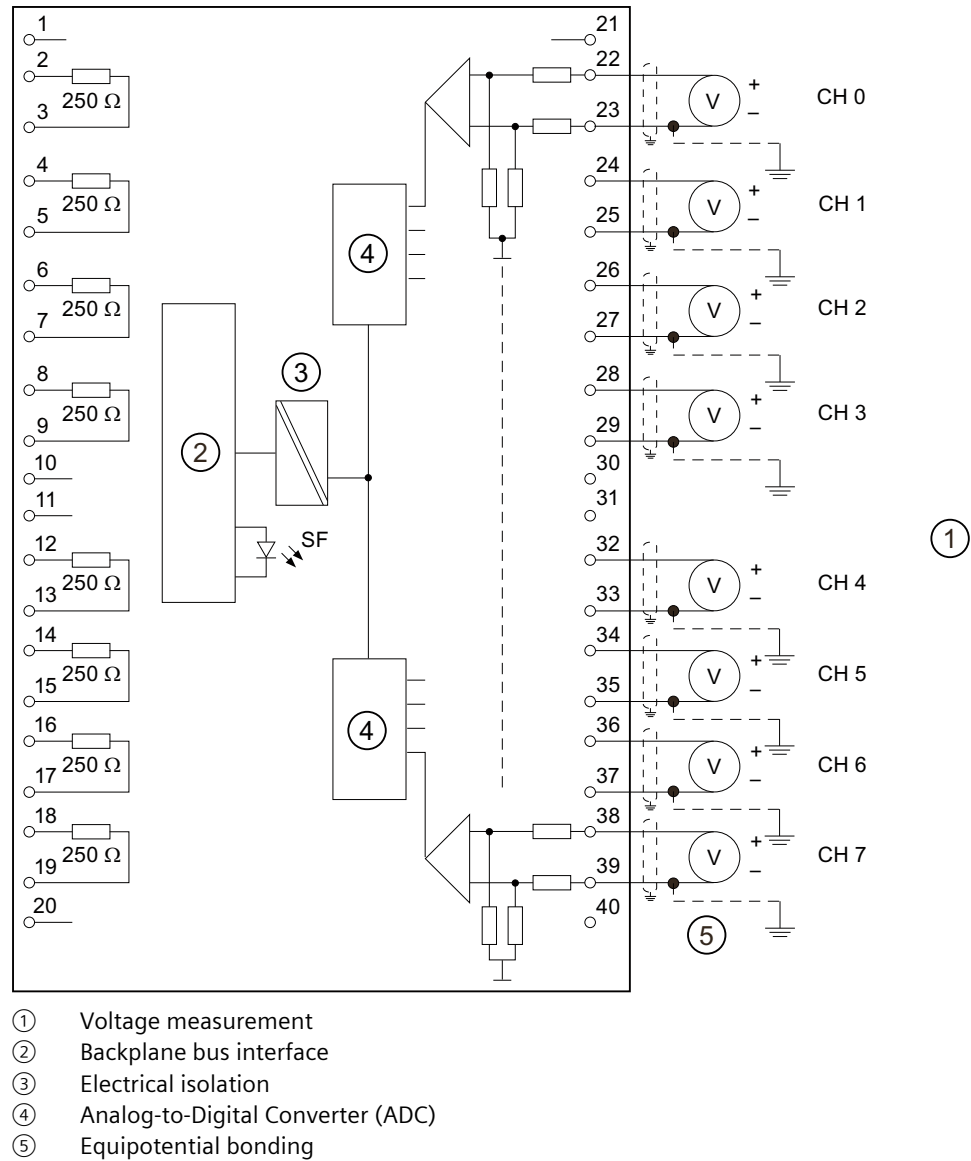 1
21
2
22
250 Ω
V
+
−
CH 0
3
23
4
24
250 Ω
V
+
−
CH 1
5
25
④
6
26
250 Ω
V
+
−
CH 2
7
27
③
8
28
250 Ω
V
+
−
CH 3
9
29
②
10
30
11
31
SF
①
12
32
250 Ω
V
+
−
CH 4
13
33
14
34
250 Ω
V
+
−
CH 5
15
35
④
16
36
250 Ω
V
+
−
CH 6
17
37
18
38
250 Ω
V
+
−
CH 7
19
39
20
40
⑤
① Voltage measurement
② Backplane bus interface
③ Electrical isolation
④ Analog-to-Digital Converter (ADC)
⑤ Equipotential bonding